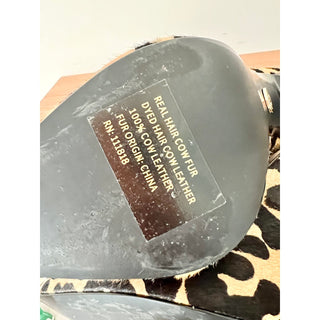 REAL HAIR COW FUR
DYED HAIR COW LEATHER
100% COW LEATHER
FUR ORIGIN: CHINA
RN: 111818